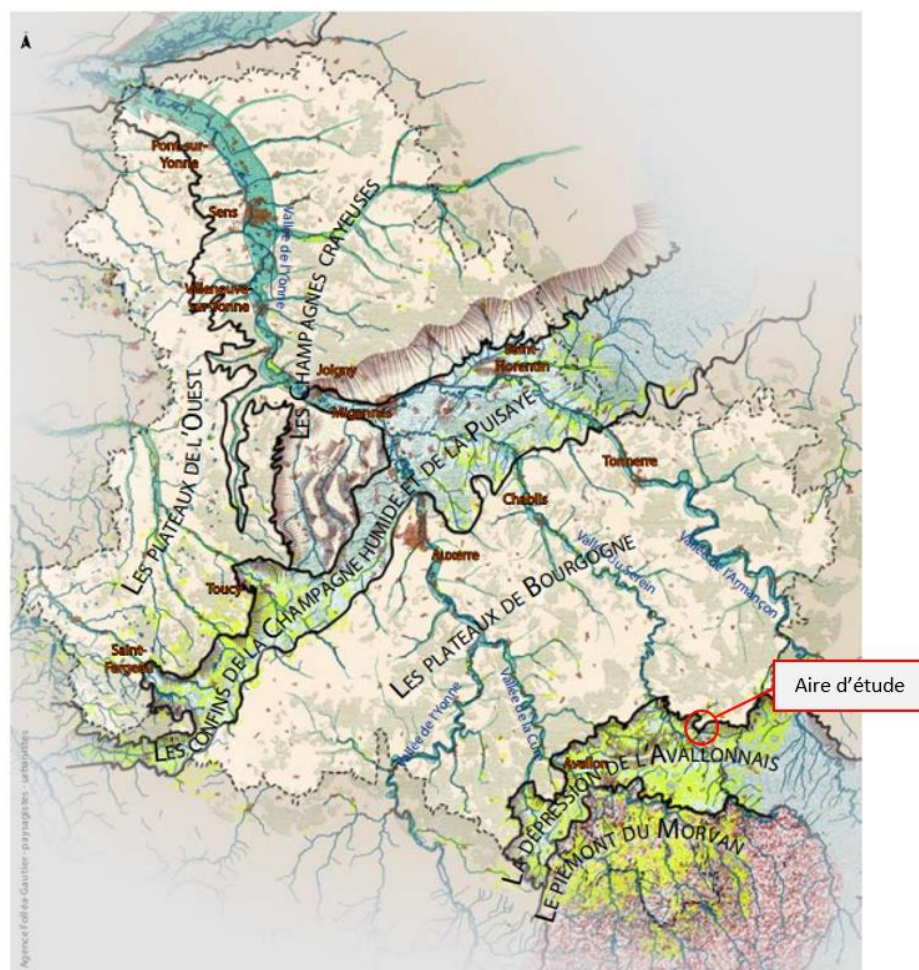 Pont-sur-
Yonne
Sens
Vallée de l'Yonne
LES CHAMPAGNES CRAYEUSES
Villeneuve-
sur-Yonne
Joigny
Saint-
Florentin
Migennes
LES PLATEAUX DE L'OUEST
LES CONFINS DE LA CHAMPAGNE HUMIDE ET DE LA PUISAYE
Tonnerre
Chablis
Auxerre
Vallée du Serein
Vallée de l'Armançon
LES PLATEAUX DE BOURGOGNE
Toucy
Saint-
Fargeau
Vallée de l'Yonne
Vallée de la Cure
Aire d'étude
Avallon
LA DÉPRESSION DE L'AVALLONNAIS
LE PIÉMONT DU MORVAN
Agence Folléa-Gautier - paysagistes - urbanistes